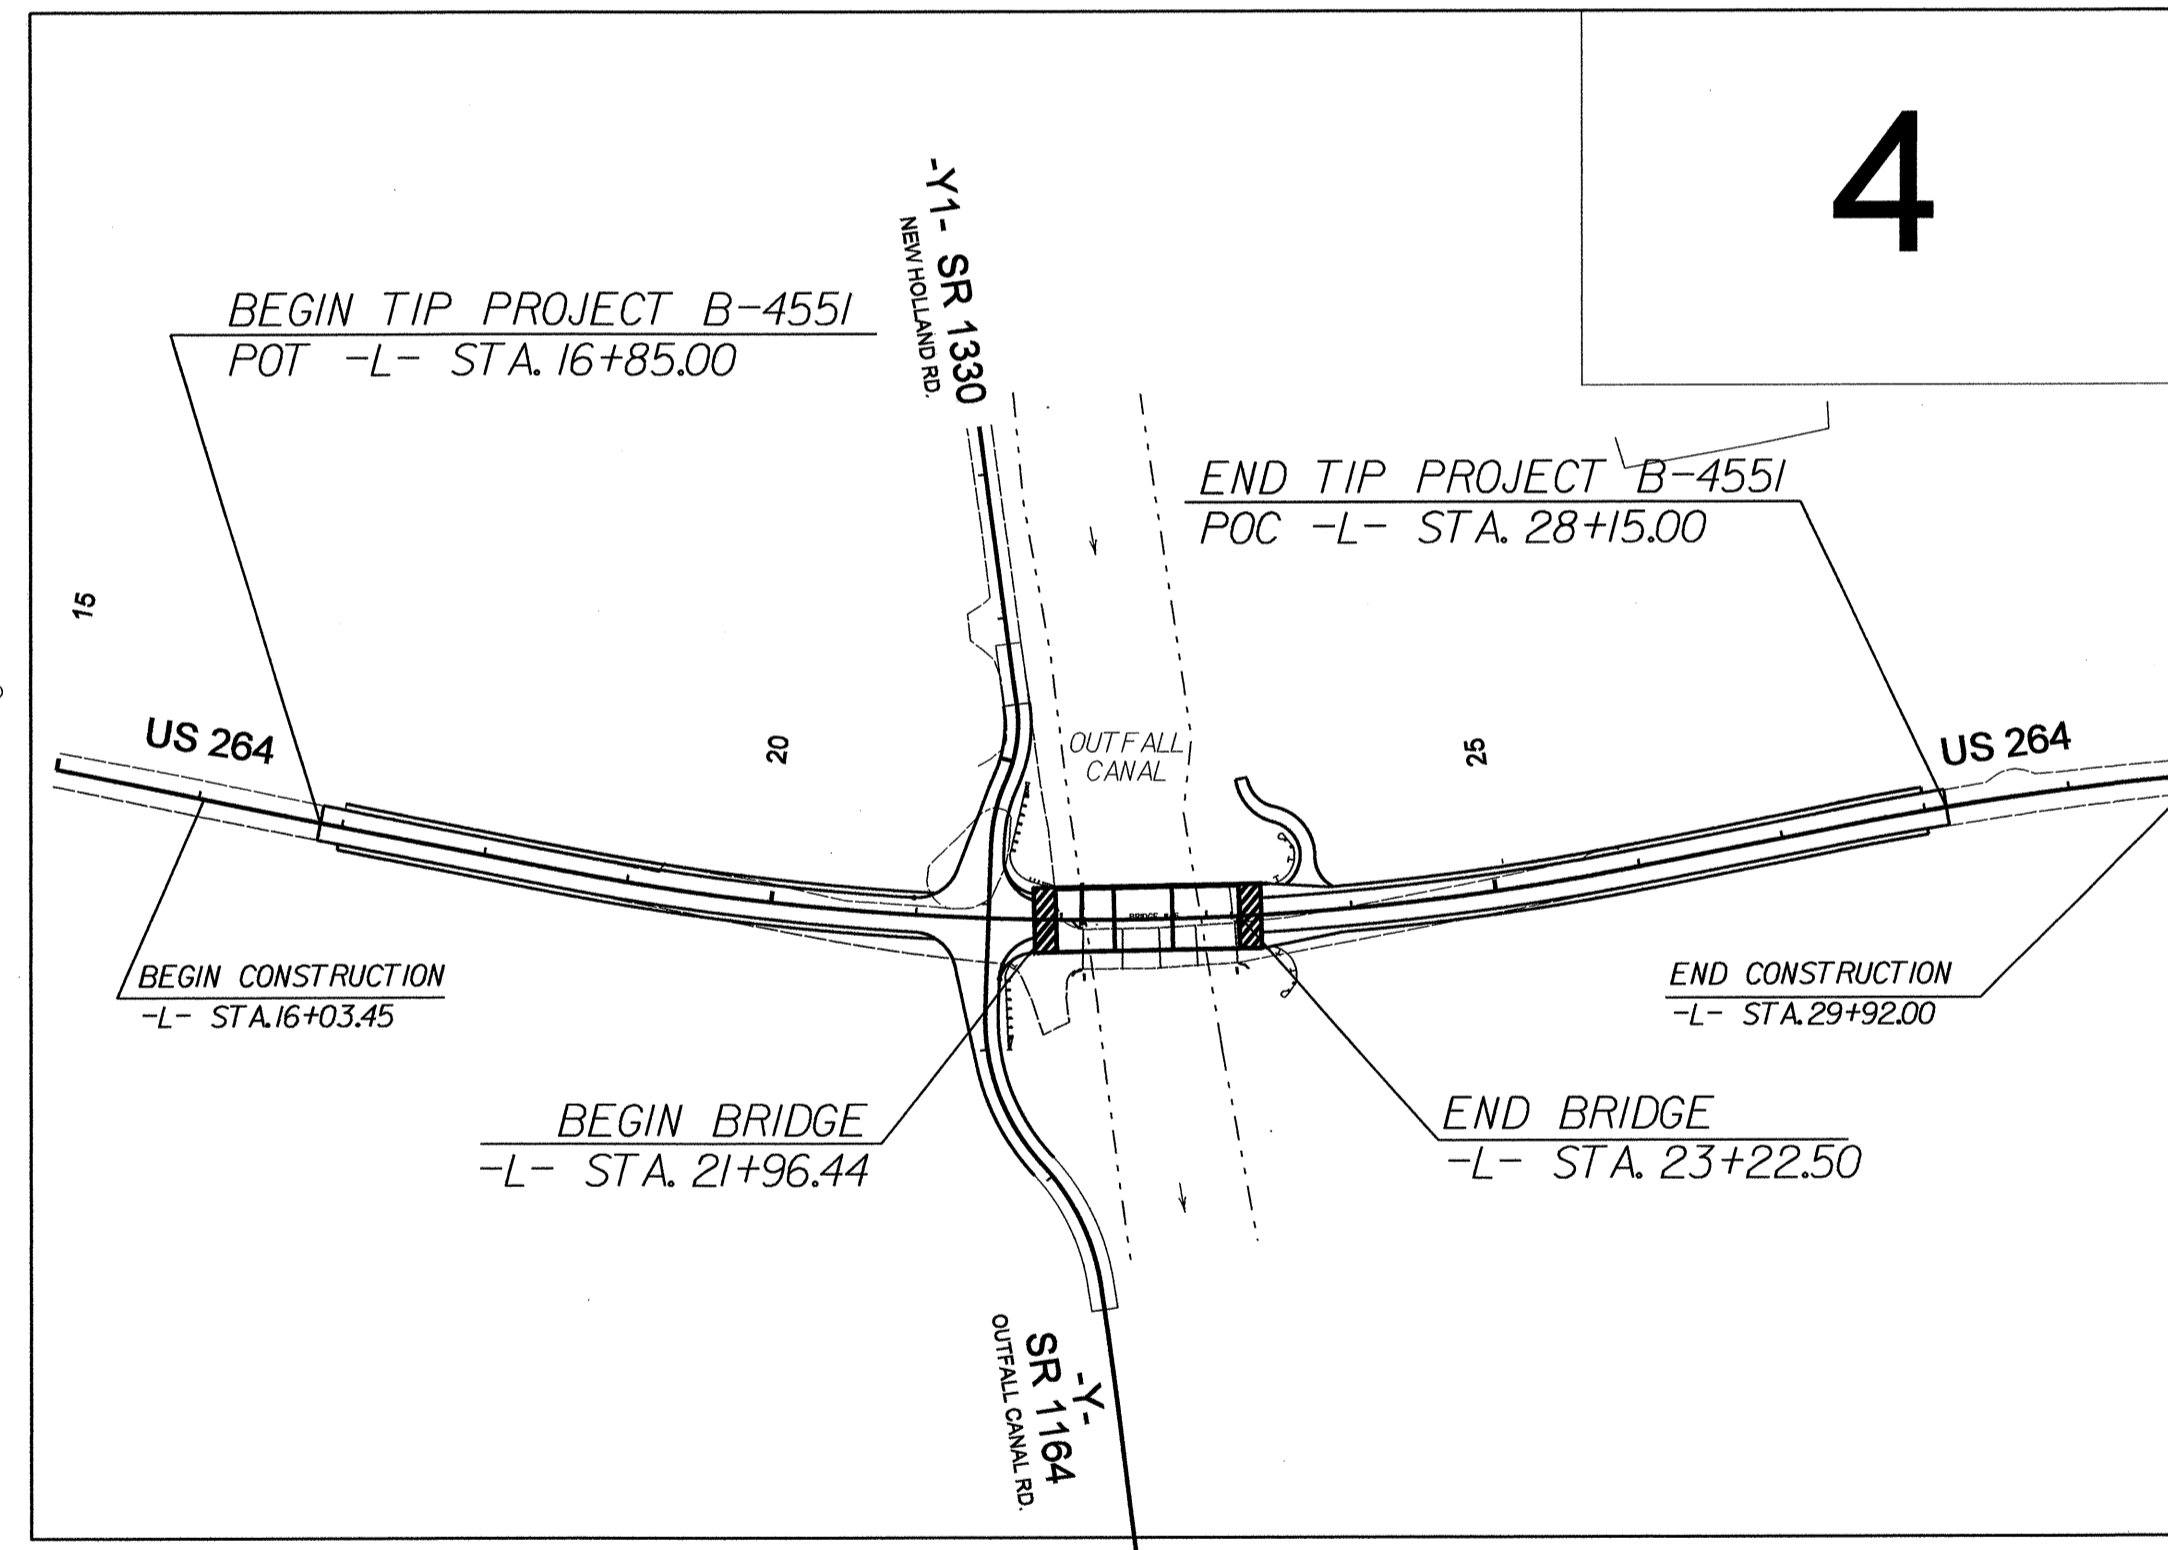 4
-Y1- SR 1330
NEW HOLLAND RD.
BEGIN TIP PROJECT B-4551
POT -L- STA. 16+85.00
END TIP PROJECT B-4551
POC -L- STA. 28+15.00
15
US 264
20
OUTFALL
CANAL
25
US 264
BRIDGE
BEGIN CONSTRUCTION
-L- STA. 16+03.45
END CONSTRUCTION
-L- STA. 29+92.00
BEGIN BRIDGE
-L- STA. 21+96.44
END BRIDGE
-L- STA. 23+22.50
-Y-
SR 1164
OUTFALL CANAL RD.